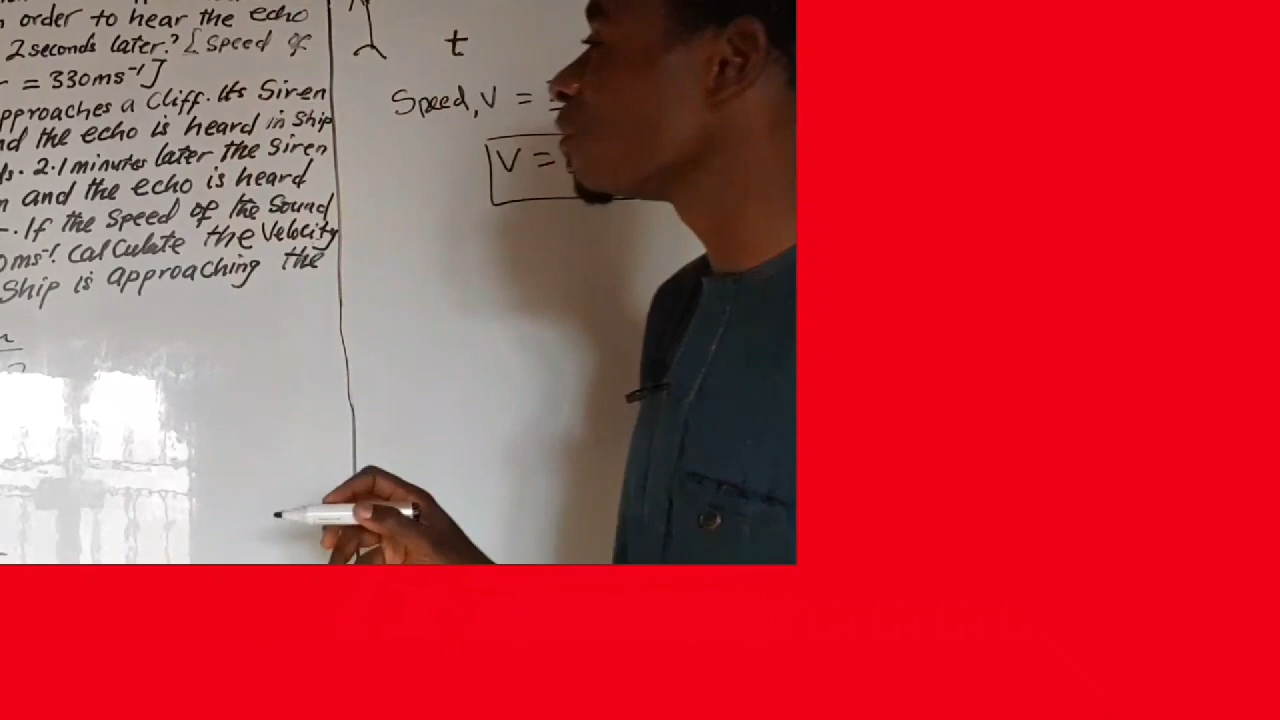 order to hear the echo
2 seconds later.? [Speed of
= 330ms⁻¹]
approaches a Cliff. Its Siren
nd the echo is heard in Ship
ds. 2.1 minutes later the Siren
n and the echo is heard
. If the Speed of the Sound
0ms⁻¹. Calculate the Velocity
Ship is approaching the
t
Speed, V =
V =